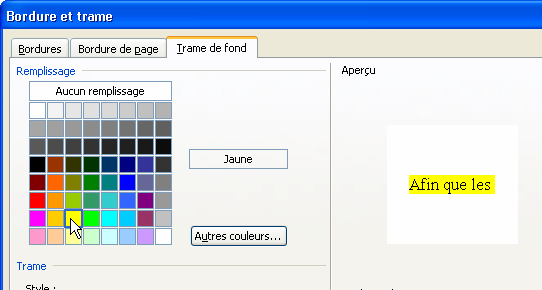 Bordure et trame
Bordures
Bordure de page
Trame de fond
Remplissage
Aperçu
Aucun remplissage
Jaune
Afin que les
Autres couleurs...
Trame
Style :